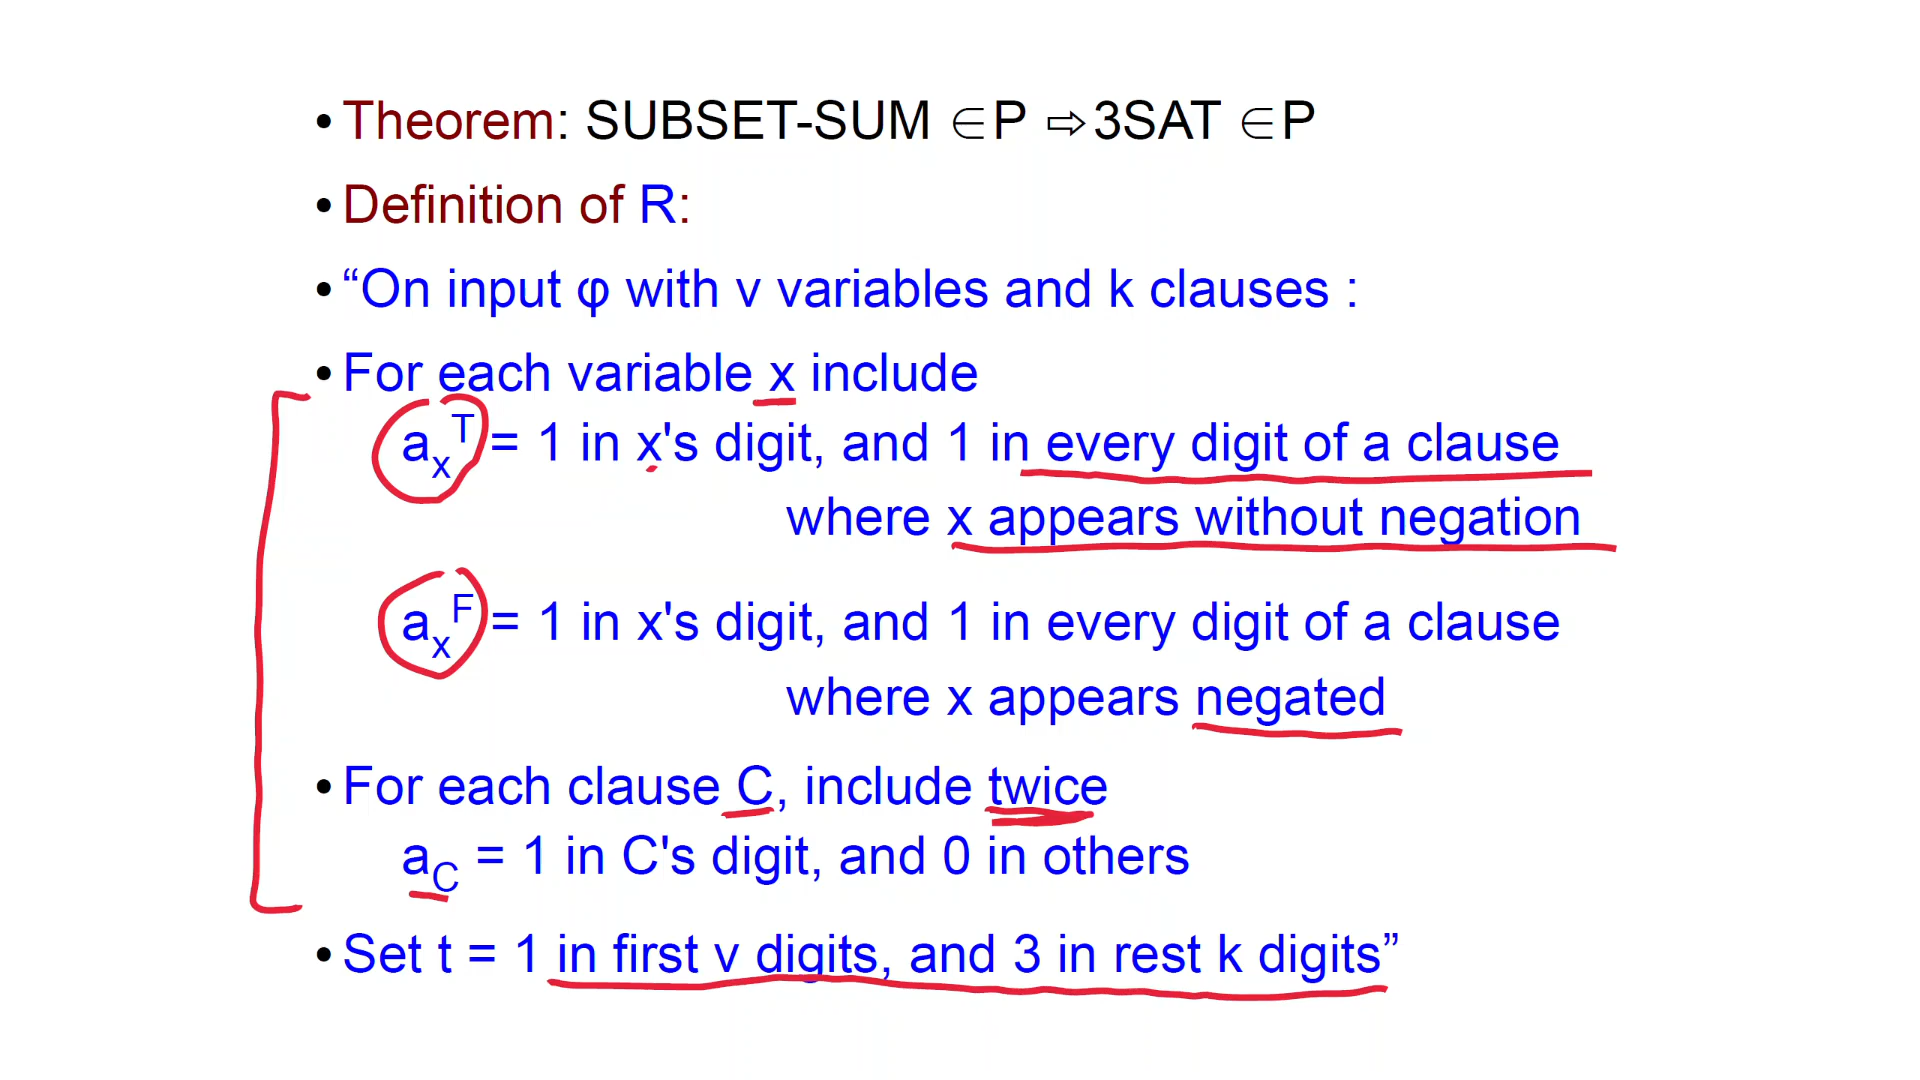 • Theorem: SUBSET-SUM ∈P ⇨3SAT ∈P
• Definition of R:
• “On input φ with v variables and k clauses :
• For each variable x include
aₓᵀ = 1 in x's digit, and 1 in every digit of a clause
where x appears without negation
aₓF = 1 in x's digit, and 1 in every digit of a clause
where x appears negated
• For each clause C, include twice
aC = 1 in C's digit, and 0 in others
• Set t = 1 in first v digits, and 3 in rest k digits”